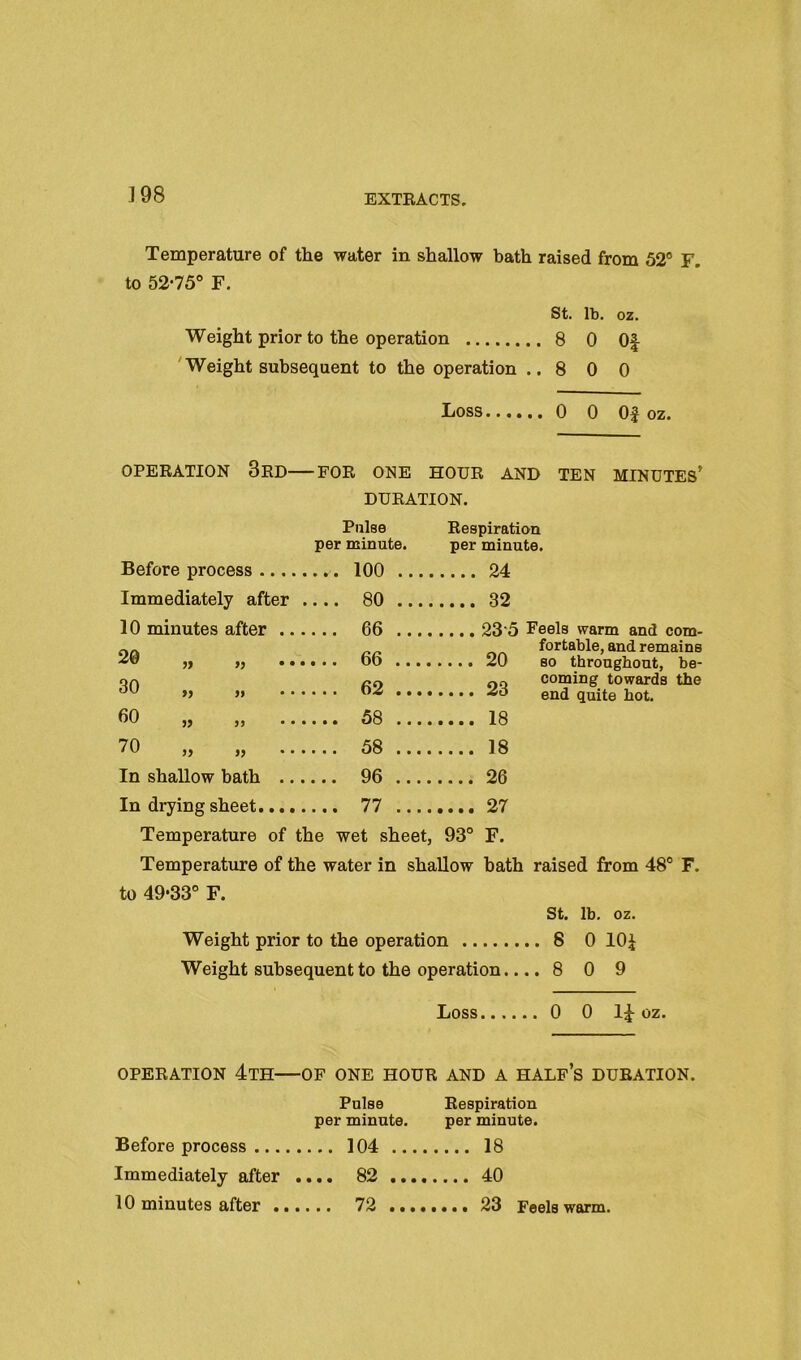 198 EXTRACTS.
Temperature of the water in shallow bath raised from 52° F.
to 52·75° F.
St. lb. oz.
Weight prior to the operation ........ 8 0 0¾
Weight subsequent to the operation .. 8 0 0
Loss...... 0 0 0¾ oz.
OPERATION 3RD—FOR ONE HOUR AND TEN MINUTES'
DURATION.
Pulse Respiration
per minute. per minute.
Before process ........ 100 ........ 24
Immediately after .... 80 ........ 32
10 minutes after ...... 66 ........ 23·5 Feels warm and com-
fortable, and remains
20 „ „ ...... 66 ........ 20 so throughout, be-
coming towards the
30 „ „ ...... 62 ........ 23 end quite hot.
60 „ „ ...... 58 ........ 18
70 „ „ ...... 58 ........ 18
In shallow bath ...... 96 ........ 26
In drying sheet........ 77 ........ 27
Temperature of the wet sheet, 93° F.
Temperature of the water in shallow bath raised from 48° F.
to 49·33° F.
St. lb. oz.
Weight prior to the operation ........ 8 0 10¼
Weight subsequent to the operation.... 8 0 9
Loss...... 0 0 1¼ oz.
OPERATION 4TH—OF ONE HOUR AND A HALF'S DURATION.
Pulse Respiration
per minute. per minute.
Before process ........ 104 ........ 18
Immediately after .... 82 ........ 40
10 minutes after ...... 72 ........ 23 Feels warm.